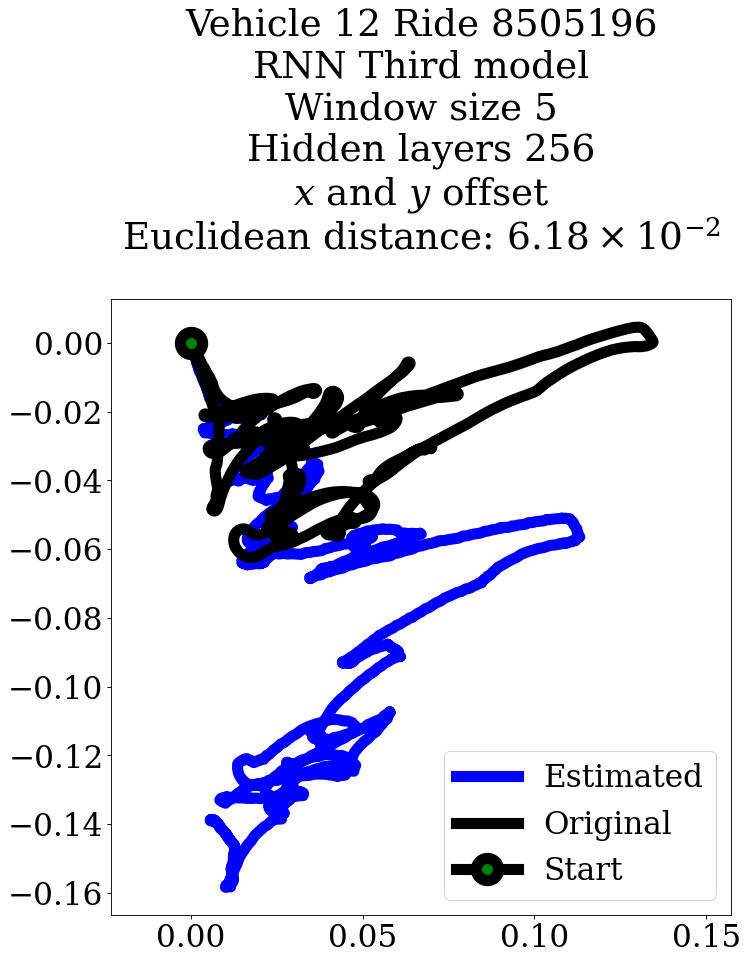 Vehicle 12 Ride 8505196
RNN Third model
Window size 5
Hidden layers 256
x and y offset
Euclidean distance: 6.18 × 10⁻²
0.00
−0.02
−0.04
−0.06
−0.08
−0.10
−0.12
−0.14
−0.16
Estimated
Original
Start
0.00 0.05 0.10 0.15